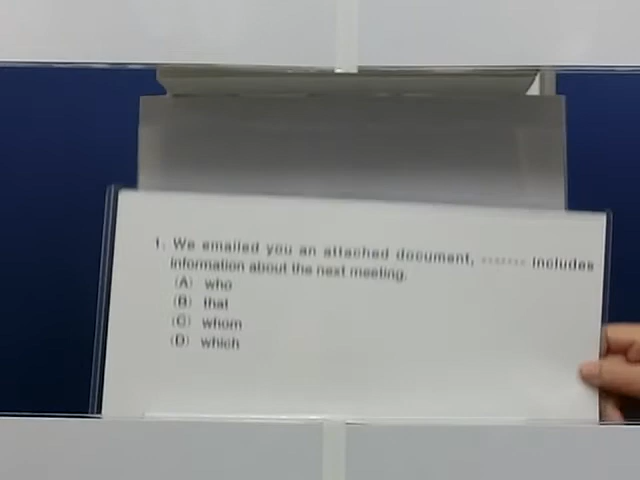 1. We emailed you an attached document, ------- includes
information about the next meeting.
(A) who
(B) that
(C) whom
(D) which